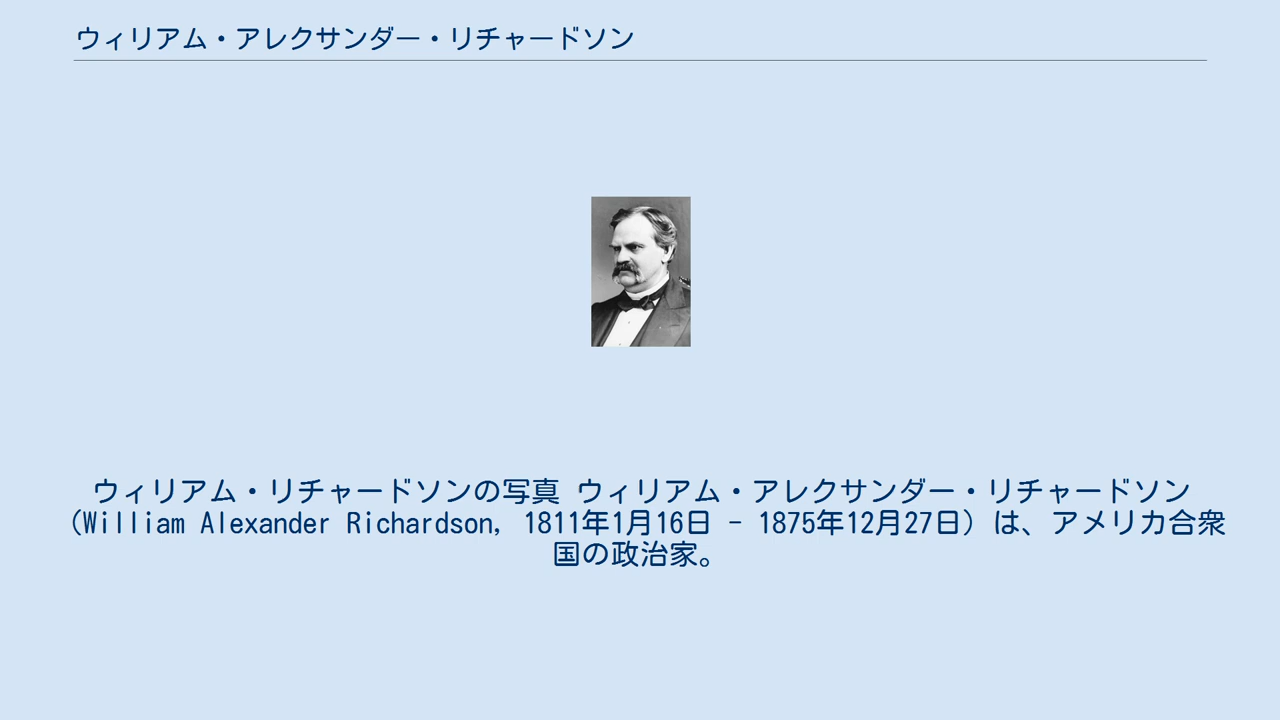 ウィリアム・アレクサンダー・リチャードソン
ウィリアム・リチャードソンの写真 ウィリアム・アレクサンダー・リチャードソン
(William Alexander Richardson, 1811年1月16日 - 1875年12月27日) は、アメリカ合衆
国の政治家。